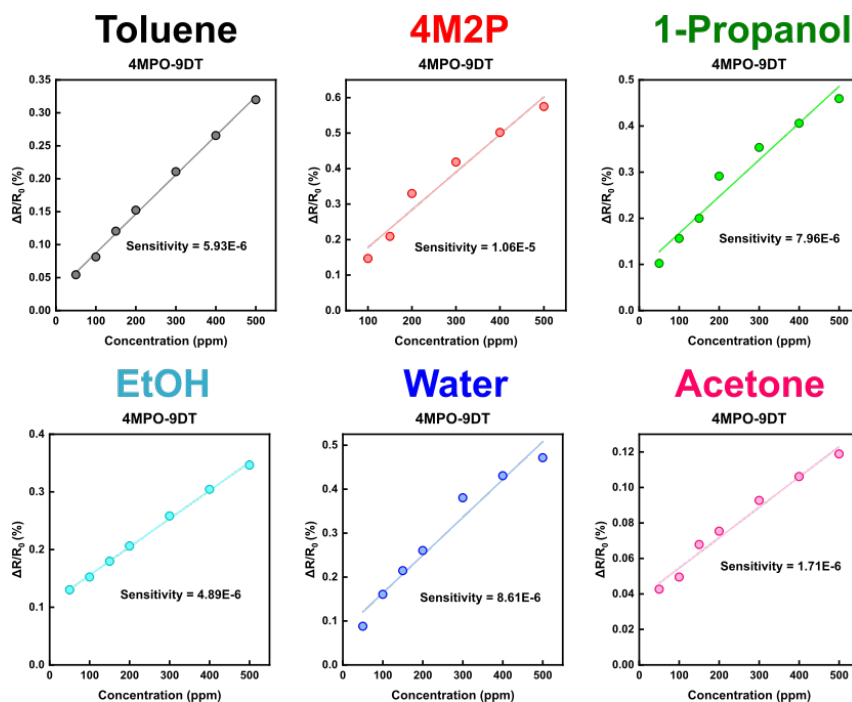 Toluene
4MPO-9DT
0.35
0.30
0.25
0.20
0.15
0.10
0.05
0.00
ΔR/R₀ (%)
Sensitivity = 5.93E-6
0 100 200 300 400 500
Concentration (ppm)
4M2P
4MPO-9DT
0.6
0.5
0.4
0.3
0.2
0.1
0.0
ΔR/R₀ (%)
Sensitivity = 1.06E-5
100 200 300 400 500
Concentration (ppm)
1-Propanol
4MPO-9DT
0.5
0.4
0.3
0.2
0.1
0.0
ΔR/R₀ (%)
Sensitivity = 7.96E-6
0 100 200 300 400 500
Concentration (ppm)
EtOH
4MPO-9DT
0.4
0.3
0.2
0.1
0.0
ΔR/R₀ (%)
Sensitivity = 4.89E-6
0 100 200 300 400 500
Concentration (ppm)
Water
4MPO-9DT
0.5
0.4
0.3
0.2
0.1
0.0
ΔR/R₀ (%)
Sensitivity = 8.61E-6
0 100 200 300 400 500
Concentration (ppm)
Acetone
4MPO-9DT
0.12
0.10
0.08
0.06
0.04
0.02
0.00
ΔR/R₀ (%)
Sensitivity = 1.71E-6
0 100 200 300 400 500
Concentration (ppm)